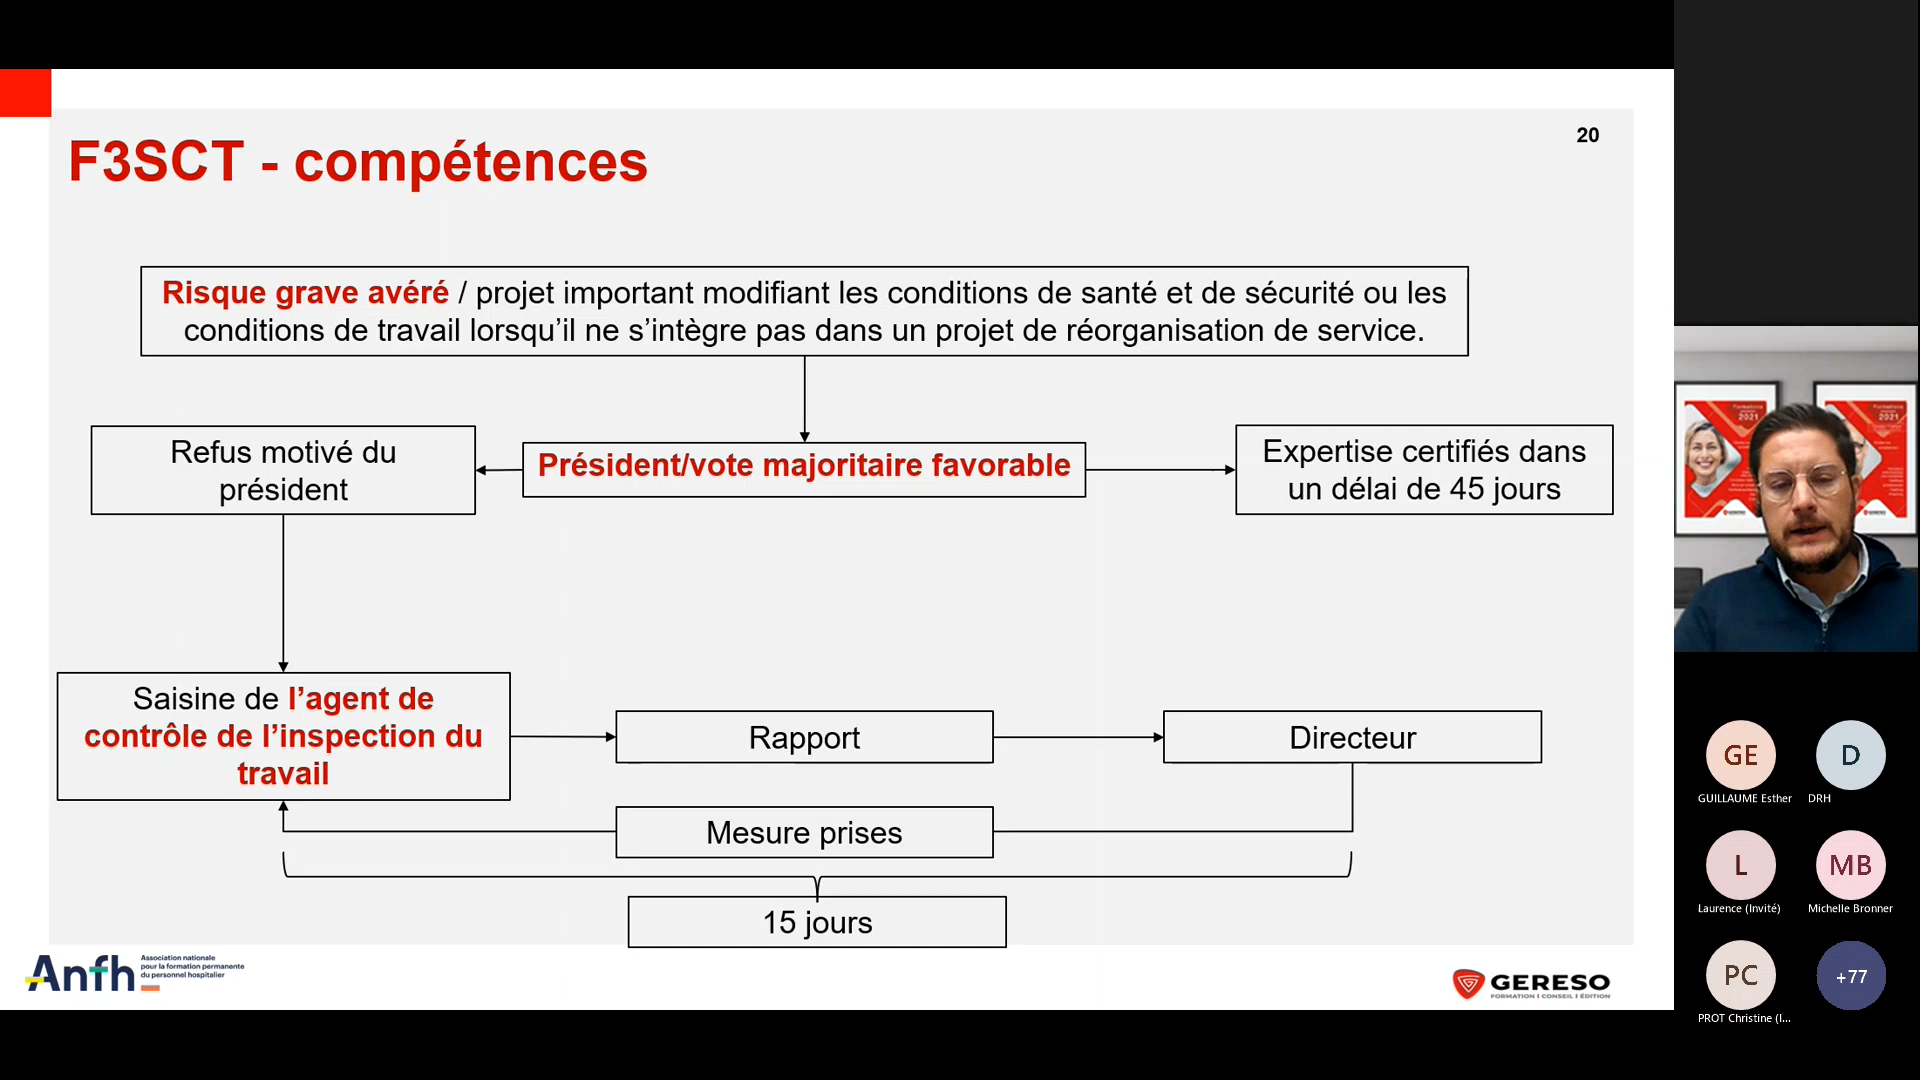 20
F3SCT - compétences
Risque grave avéré / projet important modifiant les conditions de santé et de sécurité ou les
conditions de travail lorsqu’il ne s’intègre pas dans un projet de réorganisation de service.
Refus motivé du
président
Président/vote majoritaire favorable
Expertise certifiés dans
un délai de 45 jours
Saisine de l’agent de
contrôle de l’inspection du
travail
Rapport
Directeur
Mesure prises
15 jours
Anfh
Association nationale
pour la formation permanente
du personnel hospitalier
GERESO
FORMATION I CONSEIL I ÉDITION
Formations
2021
Formations
2021
GE
GUILLAUME Esther
D
DRH
L
Laurence (Invité)
MB
Michelle Bronner
PC
PROT Christine (I...
+77